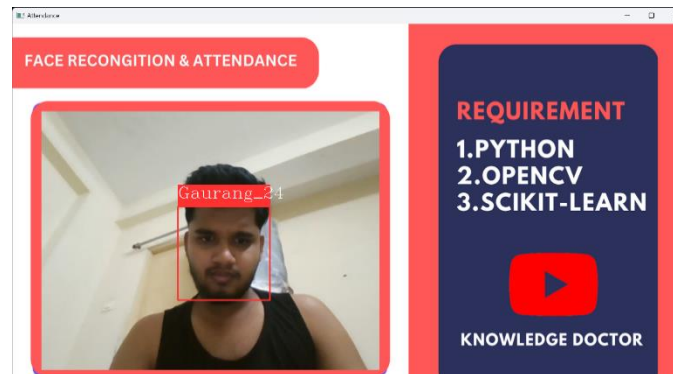 Attendance
FACE RECONGITION & ATTENDANCE
Gaurang_24
REQUIREMENT
1.PYTHON
2.OPENCV
3.SCIKIT-LEARN
KNOWLEDGE DOCTOR